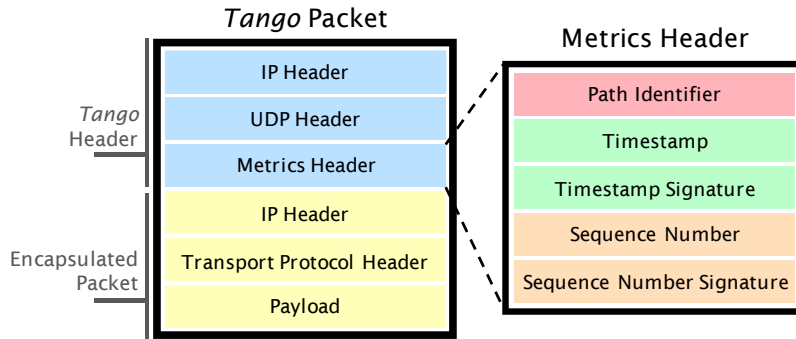 Tango Packet
IP Header
UDP Header
Metrics Header
IP Header
Transport Protocol Header
Payload
Tango
Header
Encapsulated
Packet
Metrics Header
Path Identifier
Timestamp
Timestamp Signature
Sequence Number
Sequence Number Signature